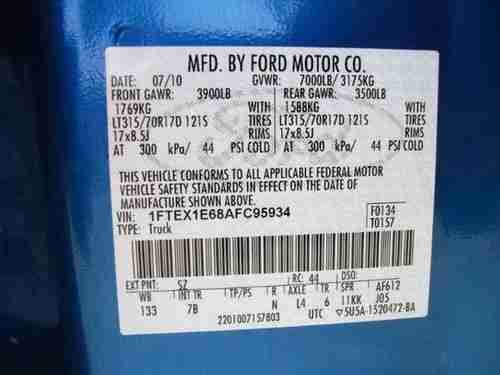 MFD. BY FORD MOTOR CO.
DATE: 07/10 GVWR: 7000LB/ 3175KG
FRONT GAWR: 3900LB REAR GAWR: 3500LB
1769KG WITH 1588KG WITH
LT315/70R17D 121S TIRES LT315/70R17D 121S TIRES
17x8.5J RIMS 17x8.5J RIMS
AT 300 kPa/ 44 PSI COLD AT 300 kPa/ 44 PSI COLD
THIS VEHICLE CONFORMS TO ALL APPLICABLE FEDERAL MOTOR
VEHICLE SAFETY STANDARDS IN EFFECT ON THE DATE OF
MANUFACTURE SHOWN ABOVE.
VIN: 1FTEX1E68AFC95934 F0134
TYPE: Truck T0157
EXT PNT: SZ RC: 44 DSO:
WB INT TR TP/PS R AXLE TR SPR AF612
133 7B N L4 6 11KK J05
2201007157803 UTC ▽5U5A-1520472-BA